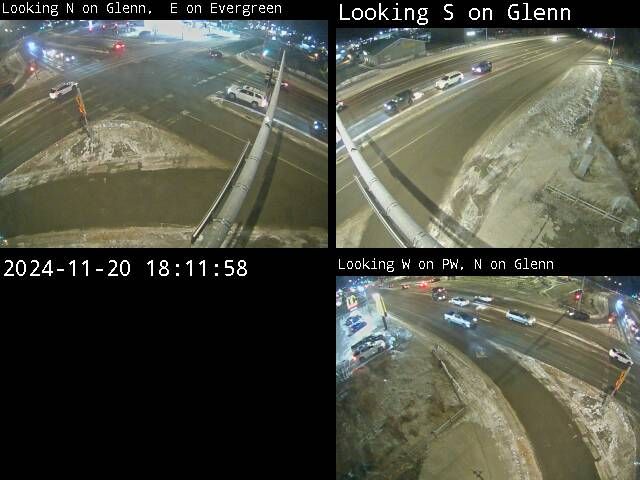 Looking N on Glenn, E on Evergreen
Looking S on Glenn
2024-11-20 18:11:58
Looking W on PW, N on Glenn